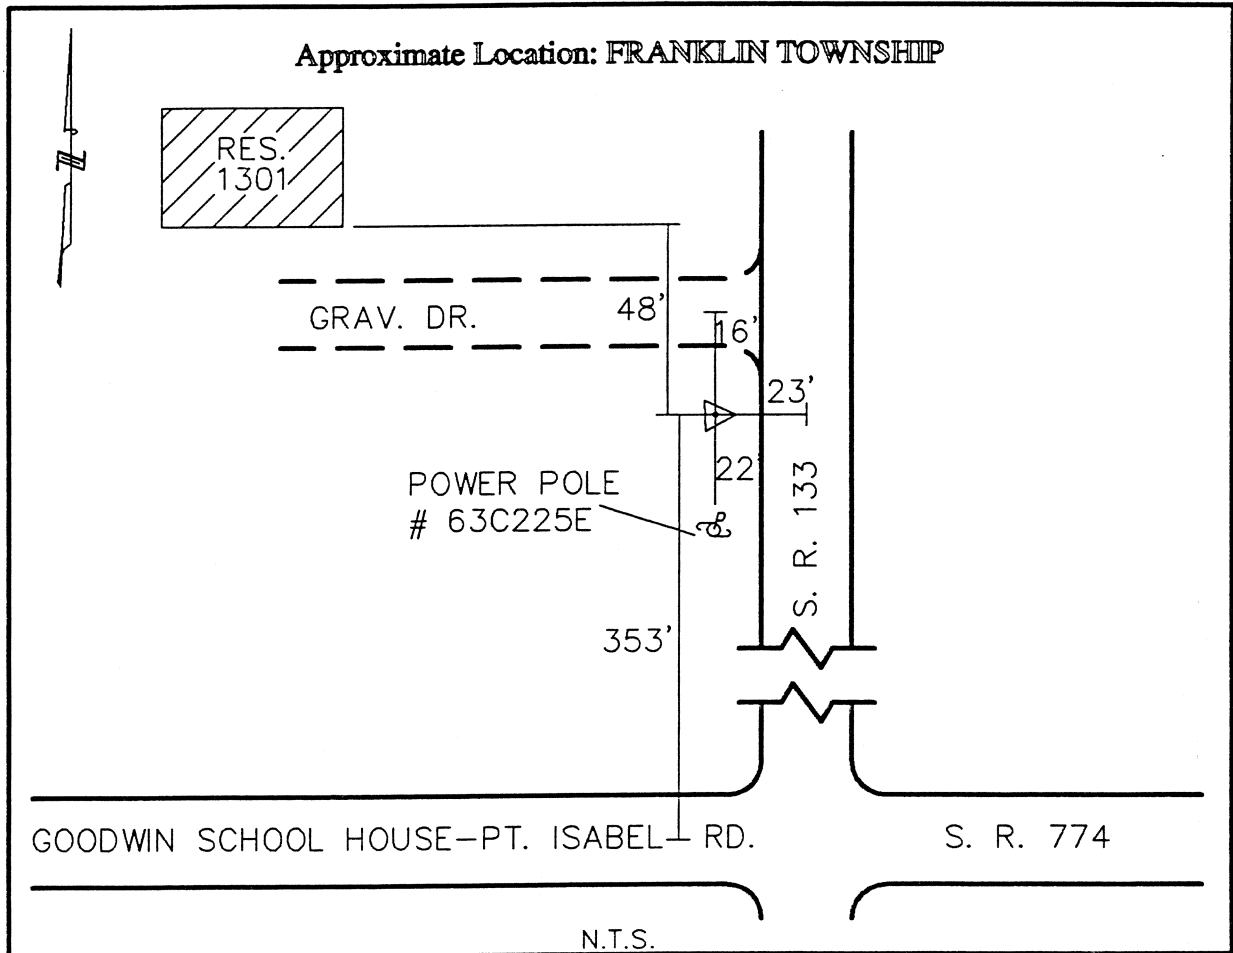 Approximate Location: FRANKLIN TOWNSHIP
N
RES.
1301
GRAV. DR.
48'
16'
23'
22'
POWER POLE
# 63C225E
S. R. 133
353'
GOODWIN SCHOOL HOUSE-PT. ISABEL RD.
S. R. 774
N.T.S.